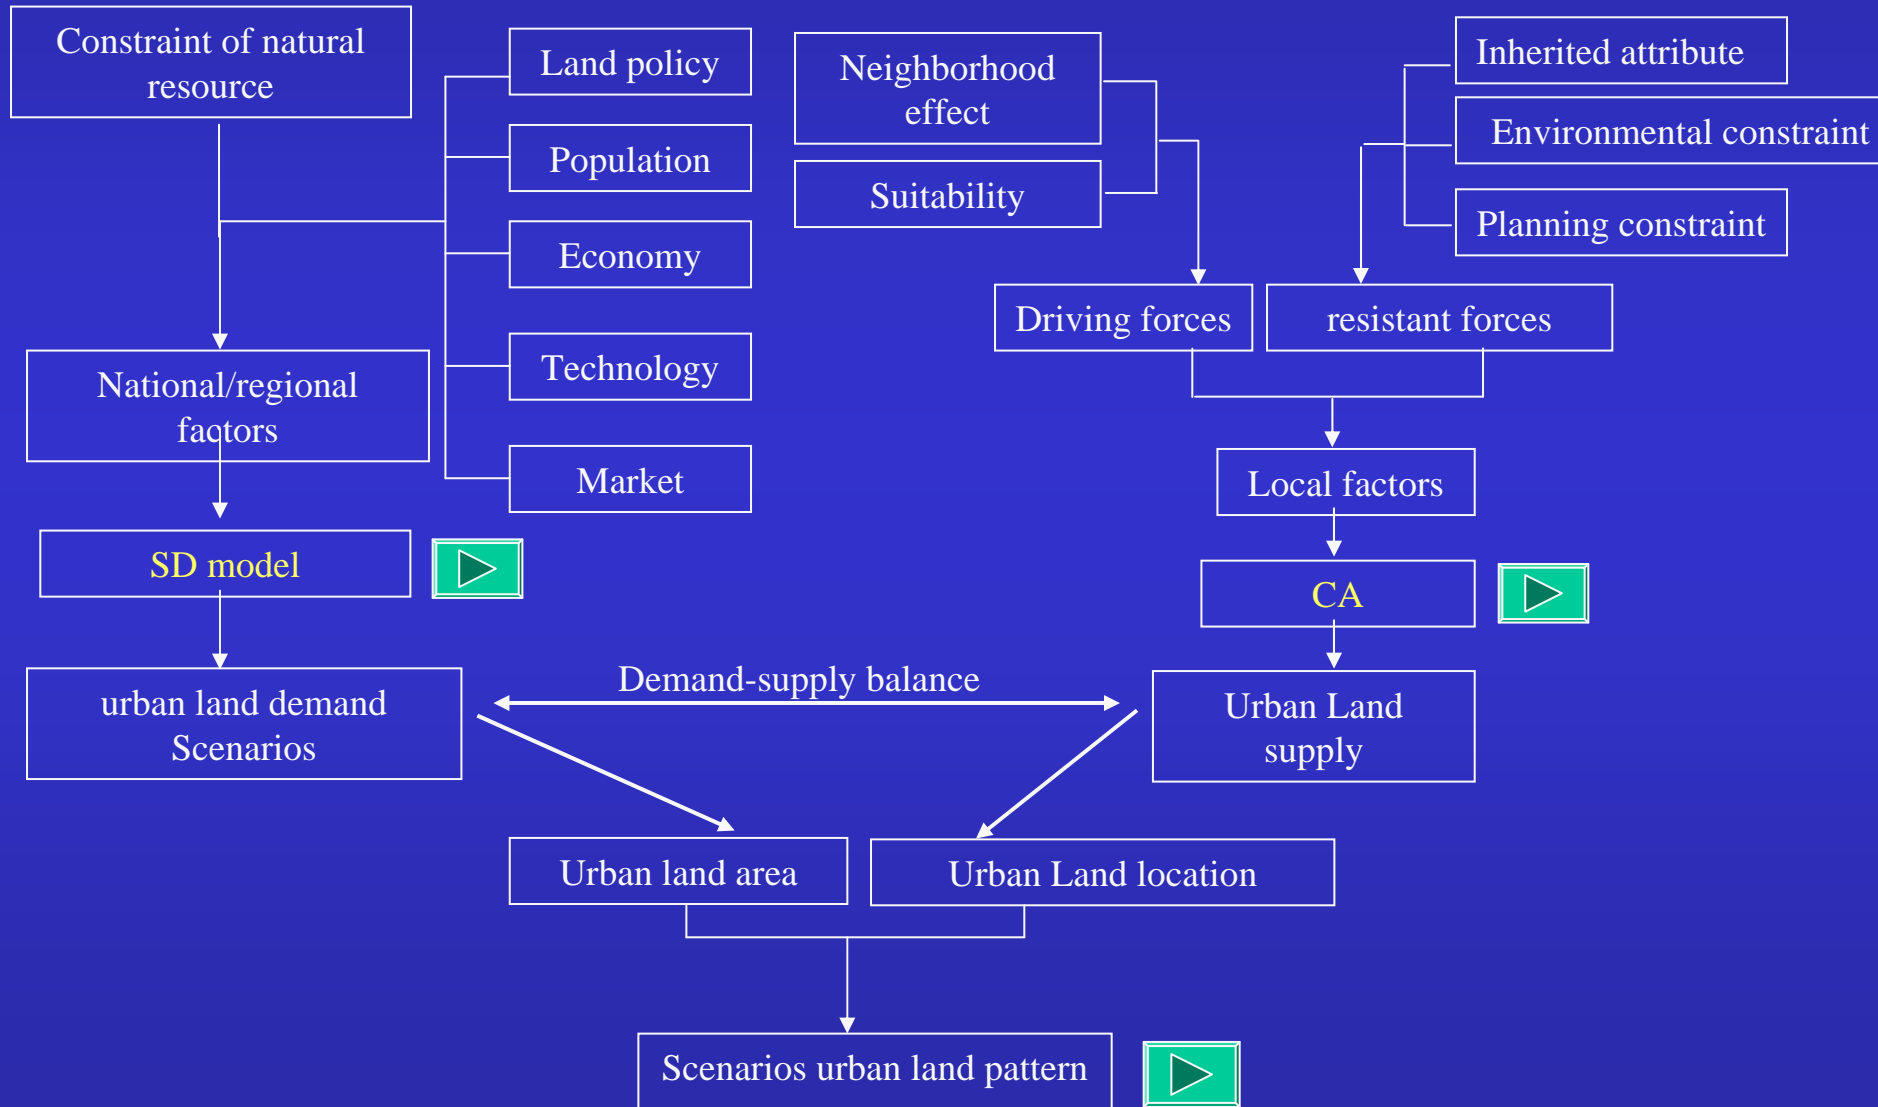 Constraint of natural
resource
Land policy
Population
Economy
Technology
Market
National/regional
factors
SD model
urban land demand
Scenarios
Neighborhood
effect
Suitability
Inherited attribute
Environmental constraint
Planning constraint
Driving forces
resistant forces
Local factors
CA
Urban Land
supply
Demand-supply balance
Urban land area
Urban Land location
Scenarios urban land pattern